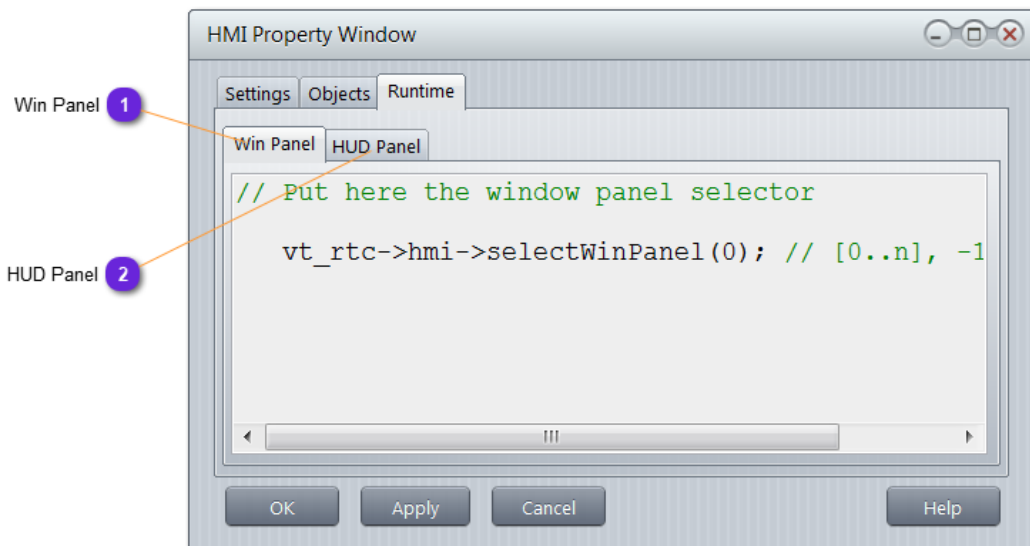 HMI Property Window
Settings Objects Runtime
Win Panel 1
Win Panel HUD Panel
// Put here the window panel selector
vt_rtc->hmi->selectWinPanel(0); // [0..n], -1
HUD Panel 2
OK Apply Cancel Help